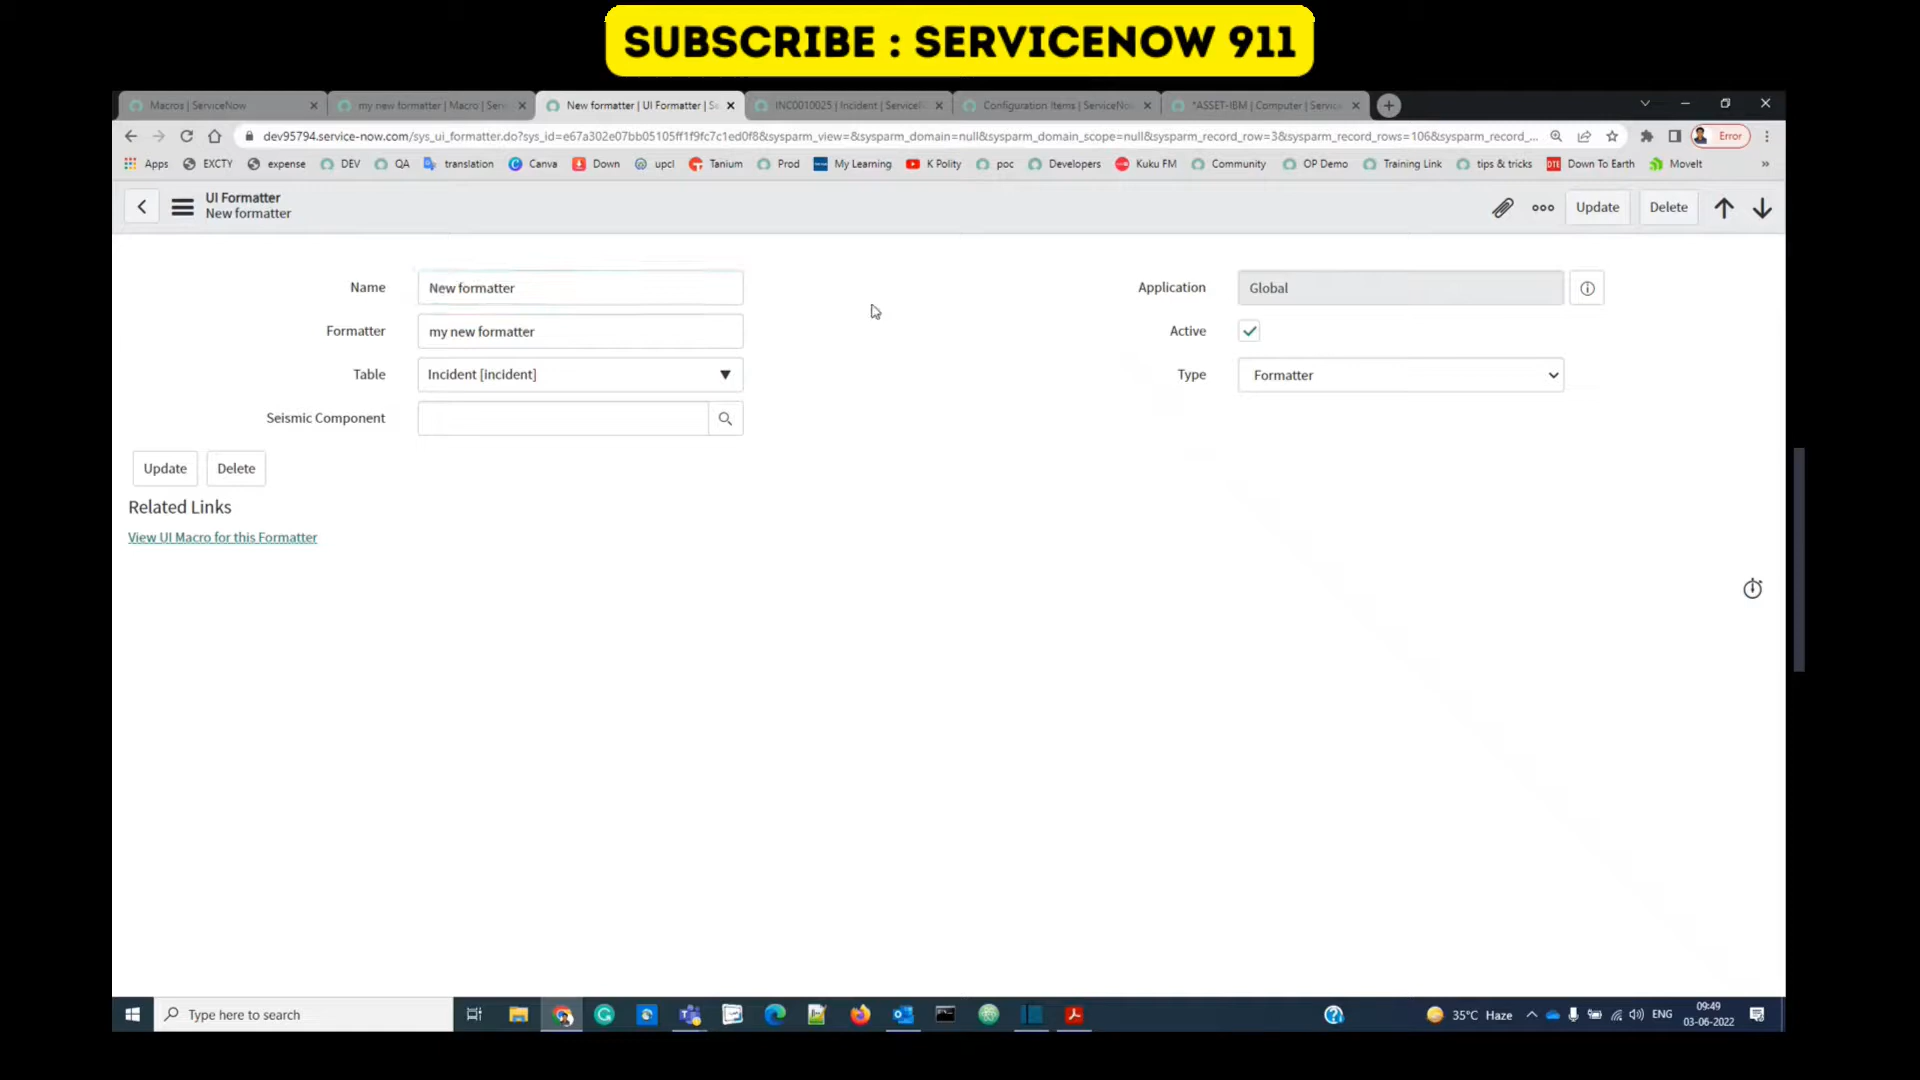 SUBSCRIBE : SERVICENOW 911
Macros | ServiceNow
my new formatter | Macro | Serv
New formatter | UI Formatter | S
INC0010025 | Incident | Service
Configuration Items | ServiceNo
*ASSET-IBM | Computer | Service
dev95794.service-now.com/sys_ui_formatter.do?sys_id=e67a302e07bb05105ff1f9fc7c1ed0f8&sysparm_view=&sysparm_domain=null&sysparm_domain_scope=null&sysparm_record_row=3&sysparm_record_rows=106&sysparm_record_...
Error
Apps EXCTY expense DEV QA translation Canva Down upcl Tanium Prod My Learning K Polity poc Developers Kuku FM Community OP Demo Training Link tips & tricks Down To Earth MoveIt »
UI Formatter
New formatter
Update Delete
Name New formatter
Application Global
Formatter my new formatter
Active
Table Incident [incident]
Type Formatter
Seismic Component
Update Delete
Related Links
View UI Macro for this Formatter
Type here to search
35°C Haze
ENG
09:49
03-06-2022